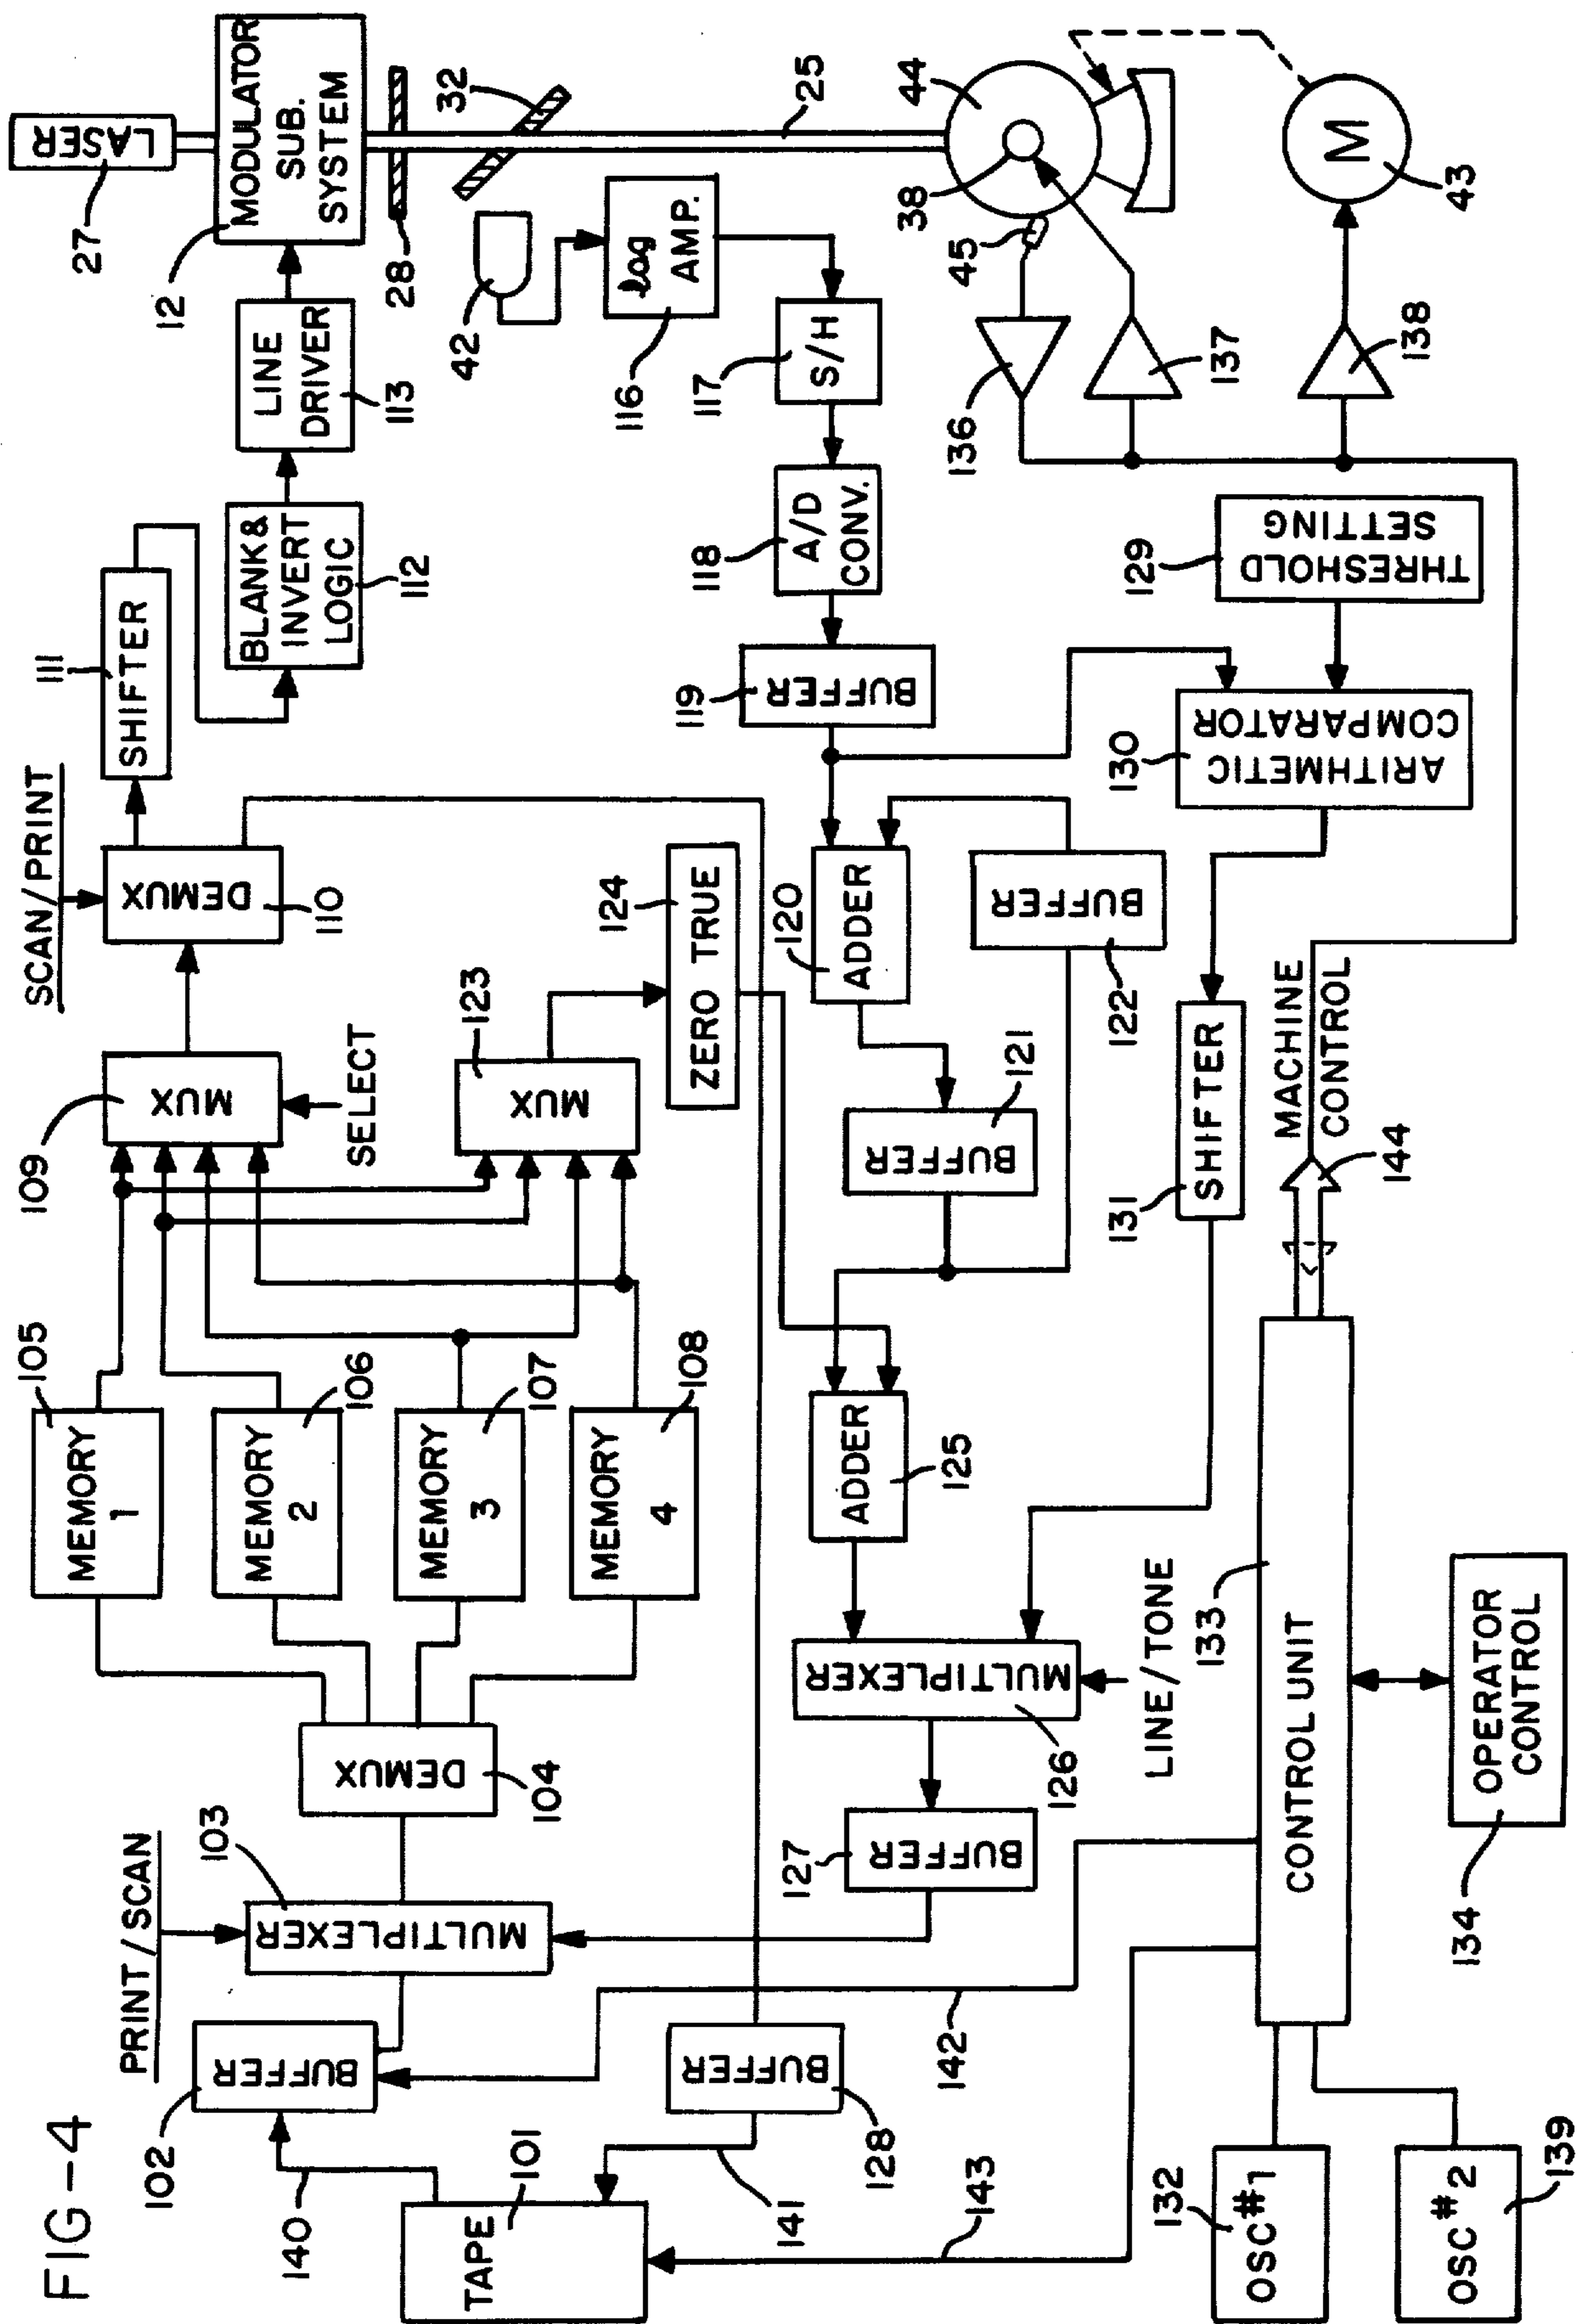 FIG-4
LASER
27
MODULATOR
SUB.
SYSTEM
12
28
32
25
LINE
DRIVER
113
BLANK &
INVERT
LOGIC
112
SHIFTER
111
SCAN/PRINT
DEMUX
110
MUX
109
SELECT
MUX
123
ZERO TRUE
124
MEMORY
1
105
MEMORY
2
106
MEMORY
3
107
MEMORY
4
108
DEMUX
104
PRINT/SCAN
MULTIPLEXER
103
BUFFER
102
140
TAPE
101
141
BUFFER
128
143
142
42
log
AMP.
116
S/H
117
A/D
CONV.
118
BUFFER
119
ADDER
120
BUFFER
121
BUFFER
122
ADDER
125
MULTIPLEXER
126
LINE/TONE
BUFFER
127
44
38
45
136
137
138
M
43
THRESHOLD
SETTING
129
ARITHMETIC
COMPARATOR
130
SHIFTER
131
MACHINE
CONTROL
144
CONTROL UNIT
133
OPERATOR
CONTROL
134
OSC #1
132
OSC #2
139